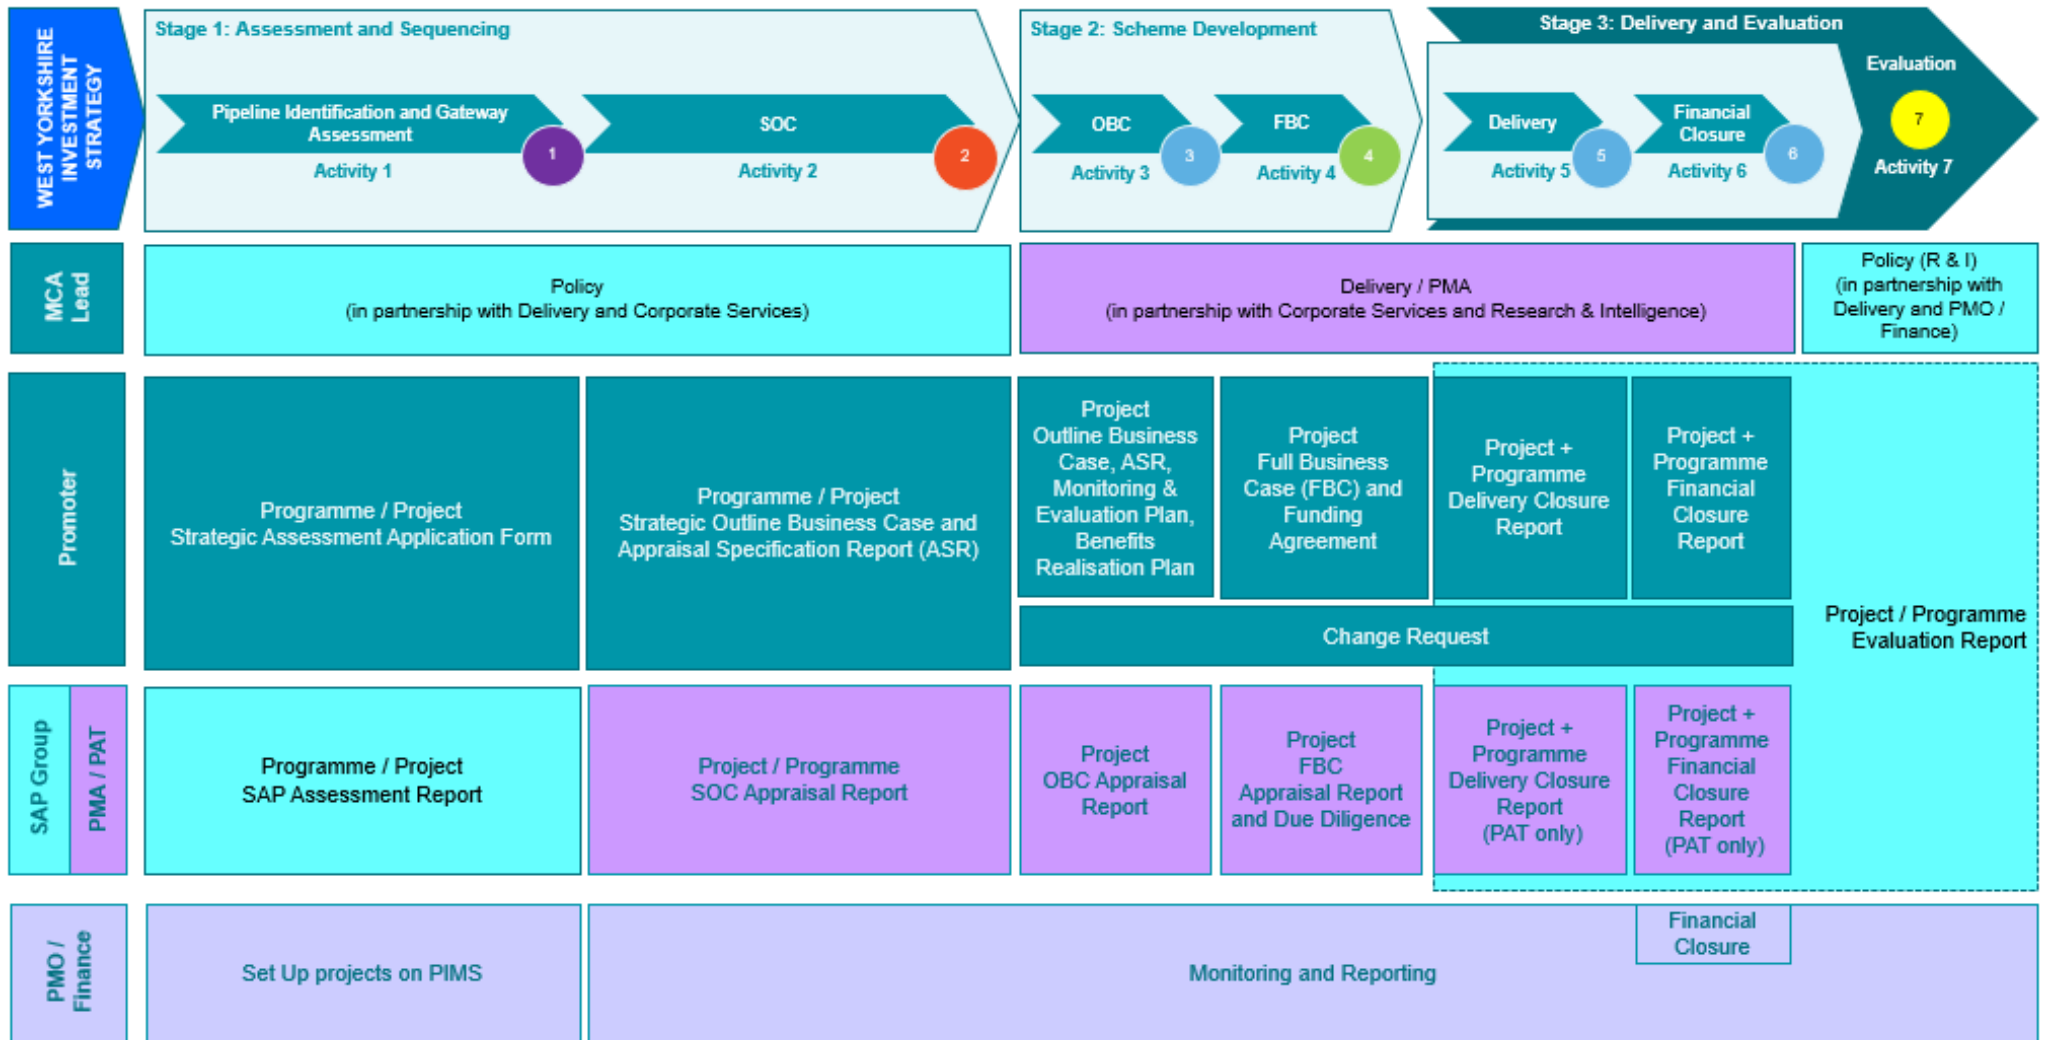 WEST YORKSHIRE
INVESTMENT
STRATEGY
Stage 1: Assessment and Sequencing
Pipeline Identification and Gateway
Assessment
1
Activity 1
SOC
2
Activity 2
Stage 2: Scheme Development
OBC
3
Activity 3
FBC
4
Activity 4
Stage 3: Delivery and Evaluation
Delivery
5
Activity 5
Financial
Closure
6
Activity 6
Evaluation
7
Activity 7
MCA
Lead
Policy
(in partnership with Delivery and Corporate Services)
Delivery / PMA
(in partnership with Corporate Services and Research & Intelligence)
Policy (R & I)
(in partnership with
Delivery and PMO /
Finance)
Promoter
Programme / Project
Strategic Assessment Application Form
Programme / Project
Strategic Outline Business Case and
Appraisal Specification Report (ASR)
Project
Outline Business
Case, ASR,
Monitoring &
Evaluation Plan,
Benefits
Realisation Plan
Project
Full Business
Case (FBC) and
Funding
Agreement
Project +
Programme
Delivery Closure
Report
Project +
Programme
Financial
Closure
Report
Change Request
Project / Programme
Evaluation Report
SAP Group
PMA / PAT
Programme / Project
SAP Assessment Report
Project / Programme
SOC Appraisal Report
Project
OBC Appraisal
Report
Project
FBC
Appraisal Report
and Due Diligence
Project +
Programme
Delivery Closure
Report
(PAT only)
Project +
Programme
Financial
Closure
Report
(PAT only)
PMO /
Finance
Set Up projects on PIMS
Monitoring and Reporting
Financial
Closure